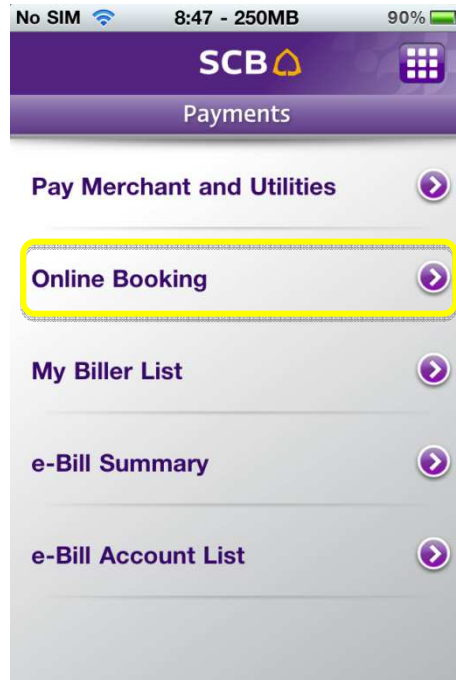 No SIM 8:47 - 250MB 90%
SCB
Payments
Pay Merchant and Utilities
Online Booking
My Biller List
e-Bill Summary
e-Bill Account List